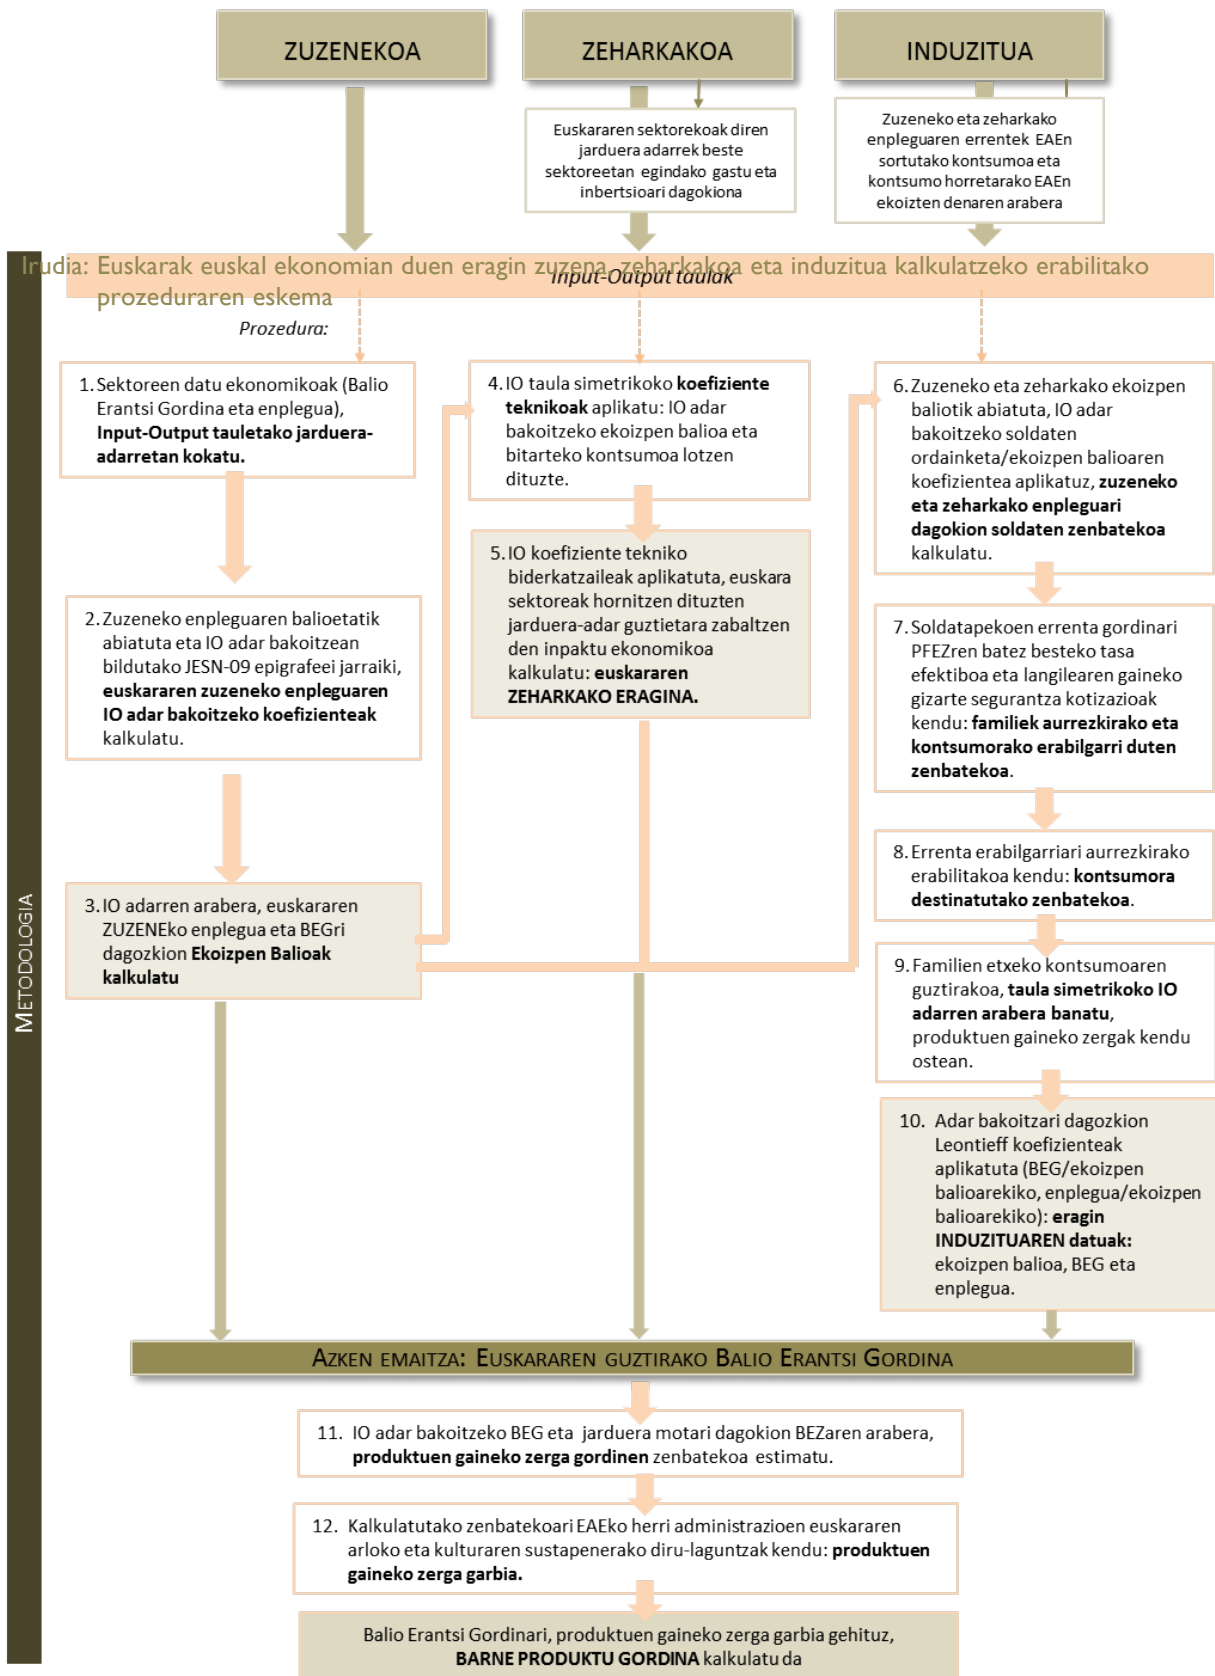 ZUZENEKOA
ZEHARKAKOA
INDUZITUA
Euskararen sektorekoak diren
jarduera adarrek beste
sektoreetan egindako gastu eta
inbertsioari dagokiona
Zuzeneko eta zeharkako
enpleguaren errentek EAEn
sortutako kontsumoa eta
kontsumo horretarako EAEn
ekoizten denaren arabera
Irudia: Euskarak euskal ekonomian duen eragin zuzena, zeharkakoa eta induzitua kalkulatzeko erabilitako
prozeduraren eskema
Input-Output taulak
Prozedura:
METODOLOGIA
1. Sektoreen datu ekonomikoak (Balio
Erantsi Gordina eta enplegua),
Input-Output tauletako jarduera-
adarretan kokatu.
2. Zuzeneko enpleguaren balioetatik
abiatuta eta IO adar bakoitzean
bildutako JESN-09 epigrafeei jarraiki,
euskararen zuzeneko enpleguaren
IO adar bakoitzeko koefizienteak
kalkulatu.
3. IO adarren arabera, euskararen
ZUZENEko enplegua eta BEGri
dagozkion Ekoizpen Balioak
kalkulatu
4. IO taula simetrikoko koefiziente
teknikoak aplikatu: IO adar
bakoitzeko ekoizpen balioa eta
bitarteko kontsumoa lotzen
dituzte.
5. IO koefiziente tekniko
biderkatzaileak aplikatuta, euskara
sektoreak hornitzen dituzten
jarduera-adar guztietara zabaltzen
den inpaktu ekonomikoa
kalkulatu: euskararen
ZEHARKAKO ERAGINA.
6. Zuzeneko eta zeharkako ekoizpen
baliotik abiatuta, IO adar
bakoitzeko soldaten
ordainketa/ekoizpen balioaren
koefizientea aplikatuz, zuzeneko
eta zeharkako enpleguari
dagokion soldaten zenbatekoa
kalkulatu.
7. Soldatapekoen errenta gordinari
PFEZren batez besteko tasa
efektiboa eta langilearen gaineko
gizarte segurantza kotizazioak
kendu: familiek aurrezkirako eta
kontsumorako erabilgarri duten
zenbatekoa.
8. Errenta erabilgarriari aurrezkirako
erabilitakoa kendu: kontsumora
destinatutako zenbatekoa.
9. Familien etxeko kontsumoaren
guztirakoa, taula simetrikoko IO
adarren arabera banatu,
produktuen gaineko zergak kendu
ostean.
10. Adar bakoitzari dagozkion
Leontieff koefizienteak
aplikatuta (BEG/ekoizpen
balioarekiko, enplegua/ekoizpen
balioarekiko): eragin
INDUZITUAREN datuak:
ekoizpen balioa, BEG eta
enplegua.
AZKEN EMAITZA: EUSKARAREN GUZTIRAKO BALIO ERANTSI GORDINA
11. IO adar bakoitzeko BEG eta jarduera motari dagokion BEZaren arabera,
produktuen gaineko zerga gordinen zenbatekoa estimatu.
12. Kalkulatutako zenbatekoari EAEko herri administrazioen euskararen
arloko eta kulturaren sustapenerako diru-laguntzak kendu: produktuen
gaineko zerga garbia.
Balio Erantsi Gordinari, produktuen gaineko zerga garbia gehituz,
BARNE PRODUKTU GORDINA kalkulatu da